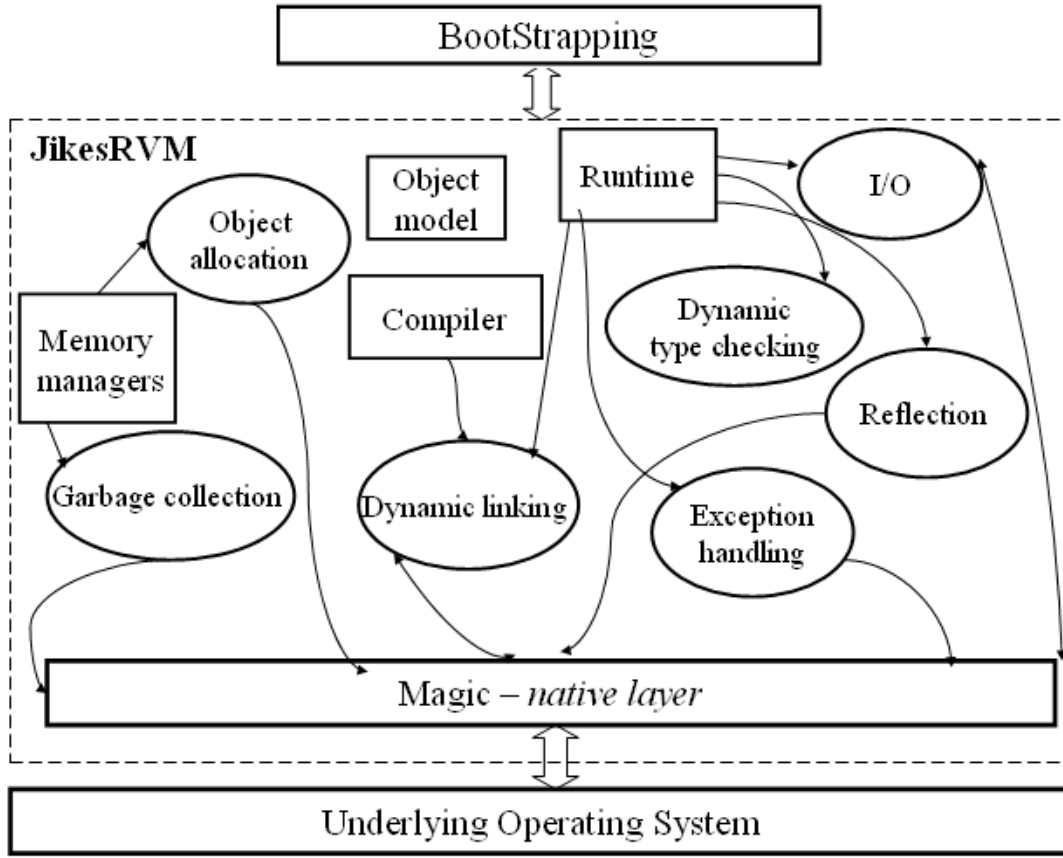 BootStrapping
JikesRVM
Object
allocation
Object
model
Runtime
I/O
Memory
managers
Compiler
Dynamic
type checking
Reflection
Garbage collection
Dynamic linking
Exception
handling
Magic – native layer
Underlying Operating System